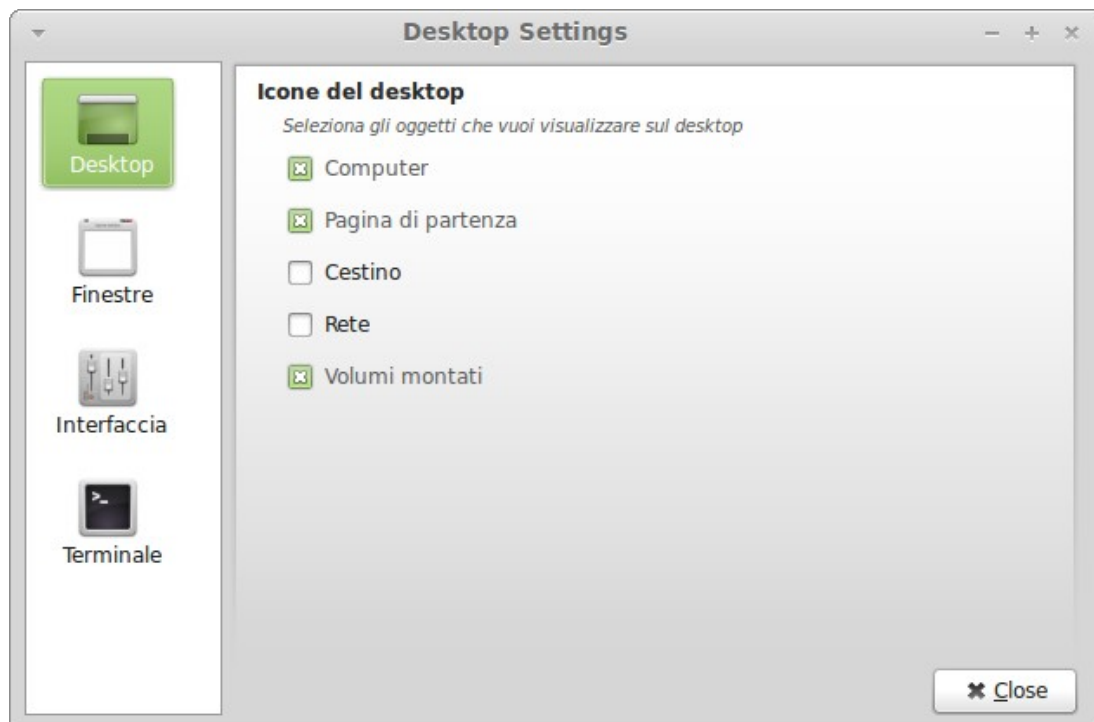 Desktop Settings
Desktop
Finestre
Interfaccia
>_
Terminale
Icone del desktop
Seleziona gli oggetti che vuoi visualizzare sul desktop
Computer
Pagina di partenza
Cestino
Rete
Volumi montati
Close